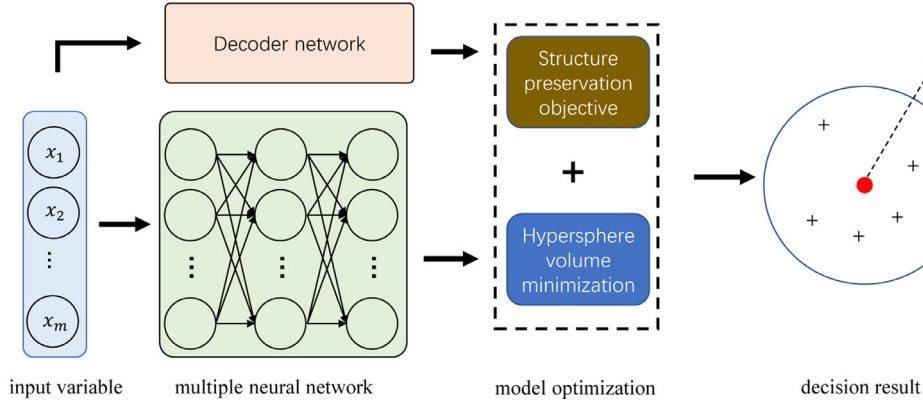 Decoder network
Structure
preservation
objective
x₁
x₂
...
xₘ
...
...
...
+
Hypersphere
volume
minimization
input variable
multiple neural network
model optimization
decision result